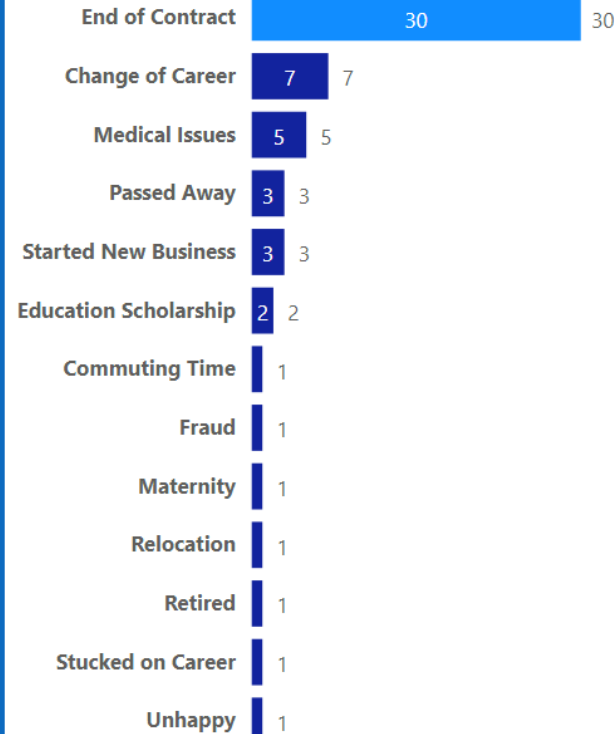 End of Contract 30 30
Change of Career 7 7
Medical Issues 5 5
Passed Away 3 3
Started New Business 3 3
Education Scholarship 2 2
Commuting Time 1
Fraud 1
Maternity 1
Relocation 1
Retired 1
Stucked on Career 1
Unhappy 1